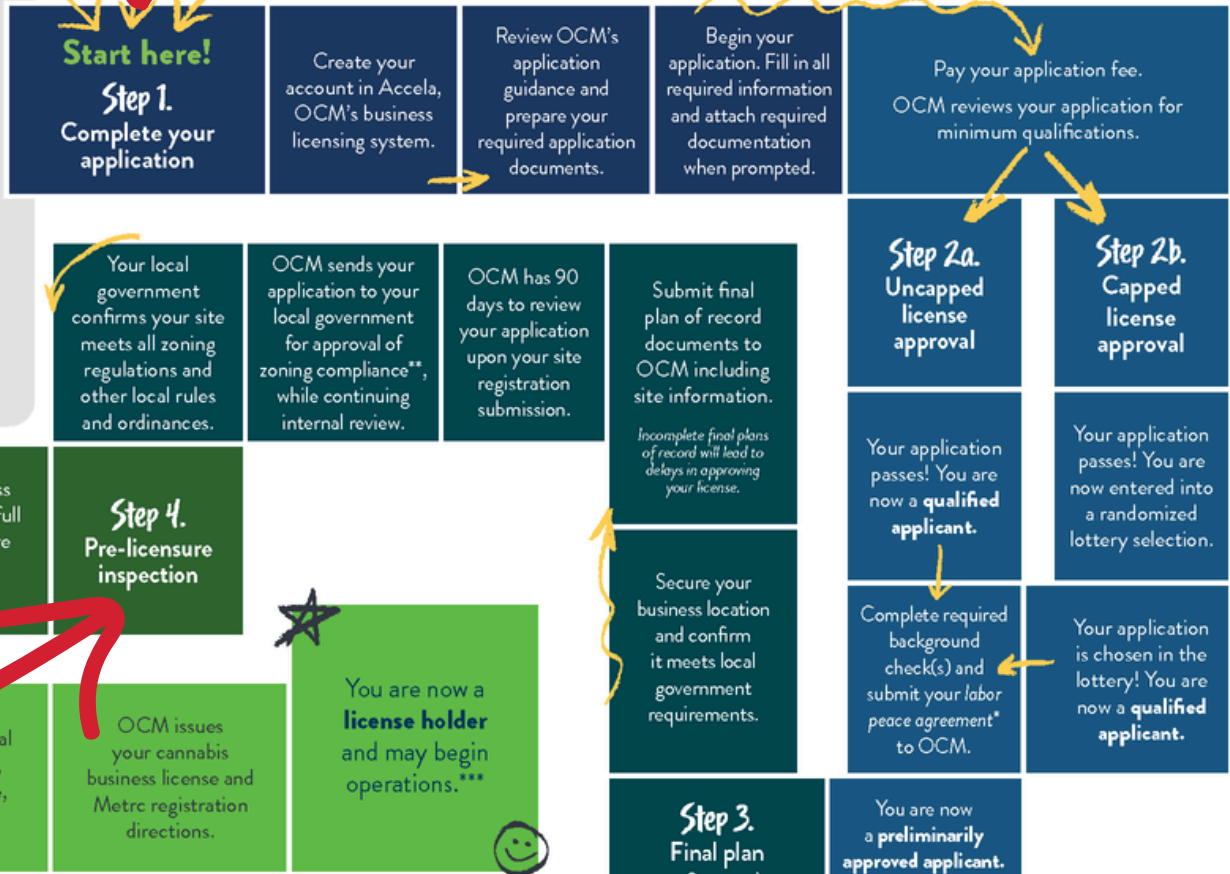 Start here!
Step 1.
Complete your
application
Create your
account in Accela,
OCM's business
licensing system.
Review OCM's
application
guidance and
prepare your
required application
documents.
Begin your
application. Fill in all
required information
and attach required
documentation
when prompted.
Pay your application fee.
OCM reviews your application for
minimum qualifications.
Step 2a.
Uncapped
license
approval
Step 2b.
Capped
license
approval
Your application
passes! You are
now a qualified
applicant.
Your application
passes! You are
now entered into
a randomized
lottery selection.
Your application
is chosen in the
lottery! You are
now a qualified
applicant.
Complete required
background
check(s) and
submit your labor
peace agreement*
to OCM.
You are now
a preliminarily
approved applicant.
Step 3.
Final plan
Secure your
business location
and confirm
it meets local
government
requirements.
Submit final
plan of record
documents to
OCM including
site information.
Incomplete final plans
of record will lead to
delays in approving
your license.
OCM has 90
days to review
your application
upon your site
registration
submission.
OCM sends your
application to your
local government
for approval of
zoning compliance**,
while continuing
internal review.
Your local
government
confirms your site
meets all zoning
regulations and
other local rules
and ordinances.
Step 4.
Pre-licensure
inspection
OCM issues
your cannabis
business license and
Metrc registration
directions.
You are now a
license holder
and may begin
operations.***